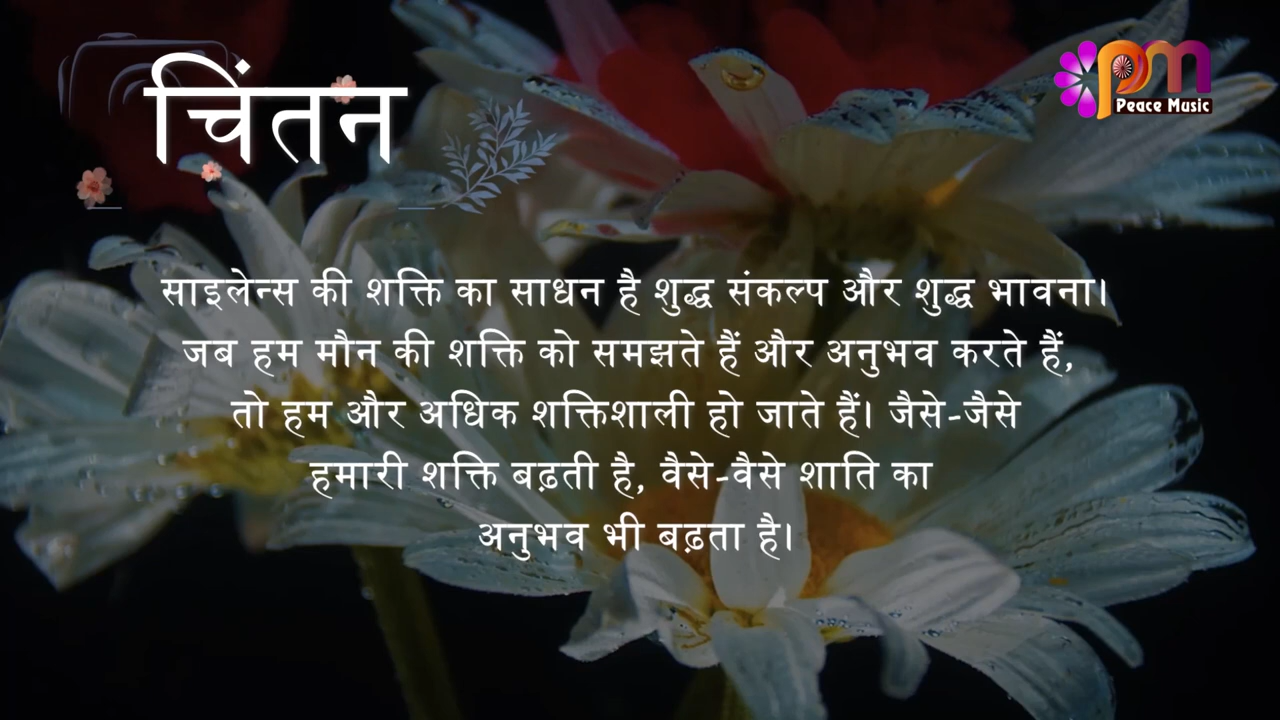 चिंतन
pm
Peace Music
साइलेन्स की शक्ति का साधन है शुद्ध संकल्प और शुद्ध भावना।
जब हम मौन की शक्ति को समझते हैं और अनुभव करते हैं,
तो हम और अधिक शक्तिशाली हो जाते हैं। जैसे-जैसे
हमारी शक्ति बढ़ती है, वैसे-वैसे शाति का
अनुभव भी बढ़ता है।